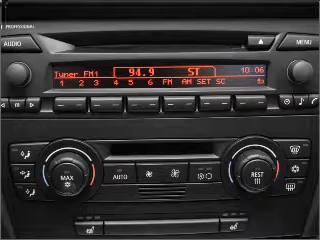 PROFESSIONAL
AUDIO
MENU
Tuner FM1 94.9 ST 10:06
1 2 3 4 5 6 FM AM SET SC
MAX
AUTO
REST